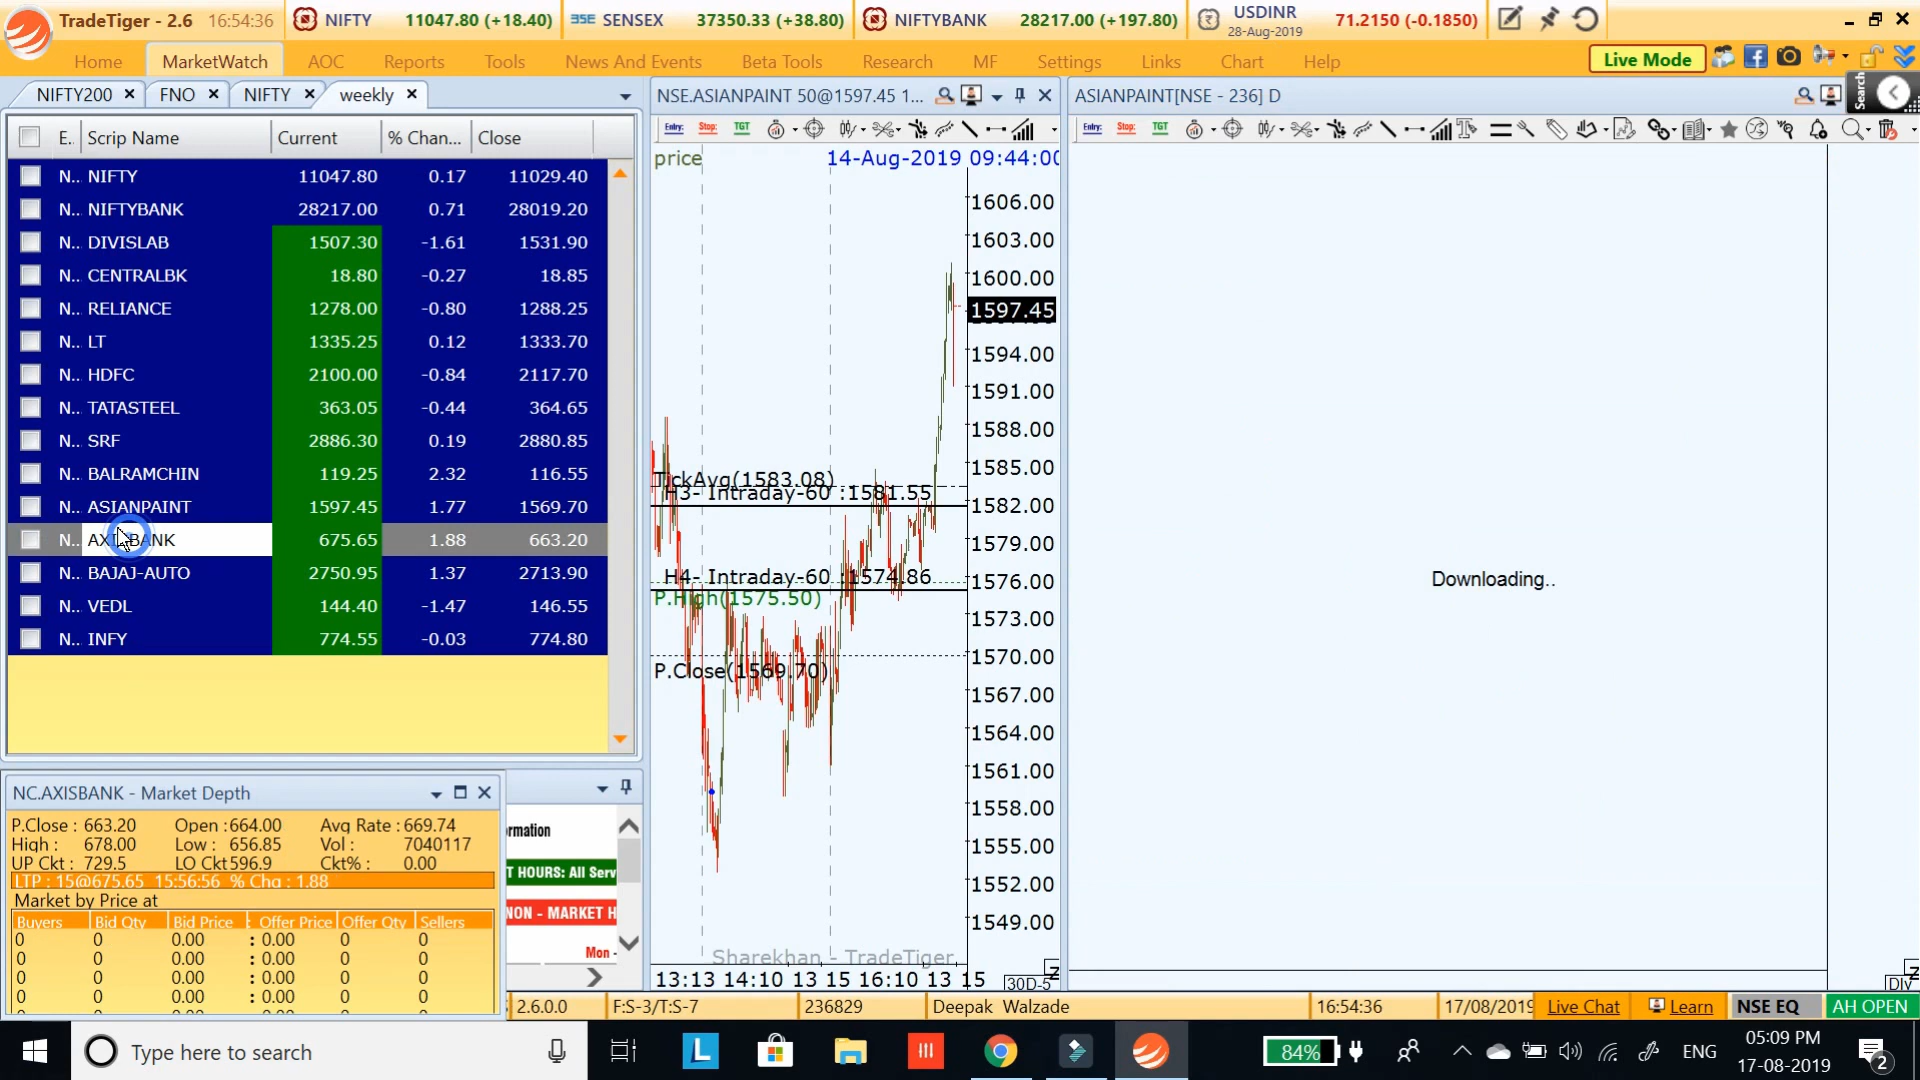 TradeTiger - 2.6 16:54:36 NIFTY 11047.80 (+18.40) BSE SENSEX 37350.33 (+38.80) NIFTYBANK 28217.00 (+197.80) USDINR 71.2150 (-0.1850)
28-Aug-2019
Home MarketWatch AOC Reports Tools News And Events Beta Tools Research MF Settings Links Chart Help Live Mode
NIFTY200 FNO NIFTY weekly
NSE.ASIANPAINT 50@1597.45 1...
ASIANPAINT[NSE - 236] D
Search
E.. Scrip Name Current % Chan... Close
N.. NIFTY 11047.80 0.17 11029.40
N.. NIFTYBANK 28217.00 0.71 28019.20
N.. DIVISLAB 1507.30 -1.61 1531.90
N.. CENTRALBK 18.80 -0.27 18.85
N.. RELIANCE 1278.00 -0.80 1288.25
N.. LT 1335.25 0.12 1333.70
N.. HDFC 2100.00 -0.84 2117.70
N.. TATASTEEL 363.05 -0.44 364.65
N.. SRF 2886.30 0.19 2880.85
N.. BALRAMCHIN 119.25 2.32 116.55
N.. ASIANPAINT 1597.45 1.77 1569.70
N.. AXISBANK 675.65 1.88 663.20
N.. BAJAJ-AUTO 2750.95 1.37 2713.90
N.. VEDL 144.40 -1.47 146.55
N.. INFY 774.55 -0.03 774.80
Entry: Stop: TGT
price 14-Aug-2019 09:44:00
1606.00
1603.00
1600.00
1597.45
1594.00
1591.00
1588.00
1585.00
1582.00
1579.00
1576.00
1573.00
1570.00
1567.00
1564.00
1561.00
1558.00
1555.00
1552.00
1549.00
TickAvg(1583.08)
H3- Intraday-60 :1581.55
H4- Intraday-60 :1574.86
P.High(1575.50)
P.Close(1569.70)
Sharekhan - TradeTiger
13:13 14:10 13 15 16:10 13 15
30D-5
Entry: Stop: TGT
Downloading..
Div
NC.AXISBANK - Market Depth
P.Close : 663.20 Open :664.00 Avg Rate :669.74
High : 678.00 Low : 656.85 Vol : 7040117
UP Ckt : 729.5 LO Ckt596.9 Ckt% : 0.00
LTP : 15@675.65 15:56:56 % Chg : 1.88
Market by Price at
Buyers Bid Qty Bid Price : Offer Price Offer Qty Sellers
0 0 0.00 : 0.00 0 0
0 0 0.00 : 0.00 0 0
0 0 0.00 : 0.00 0 0
0 0 0.00 : 0.00 0 0
rmation
T HOURS: All Serv
NON - MARKET H
Mon -
2.6.0.0 F:S-3/T:S-7 236829 Deepak Walzade 16:54:36 17/08/2019 Live Chat Learn NSE EQ AH OPEN
Type here to search 84% ENG 05:09 PM
17-08-2019
2